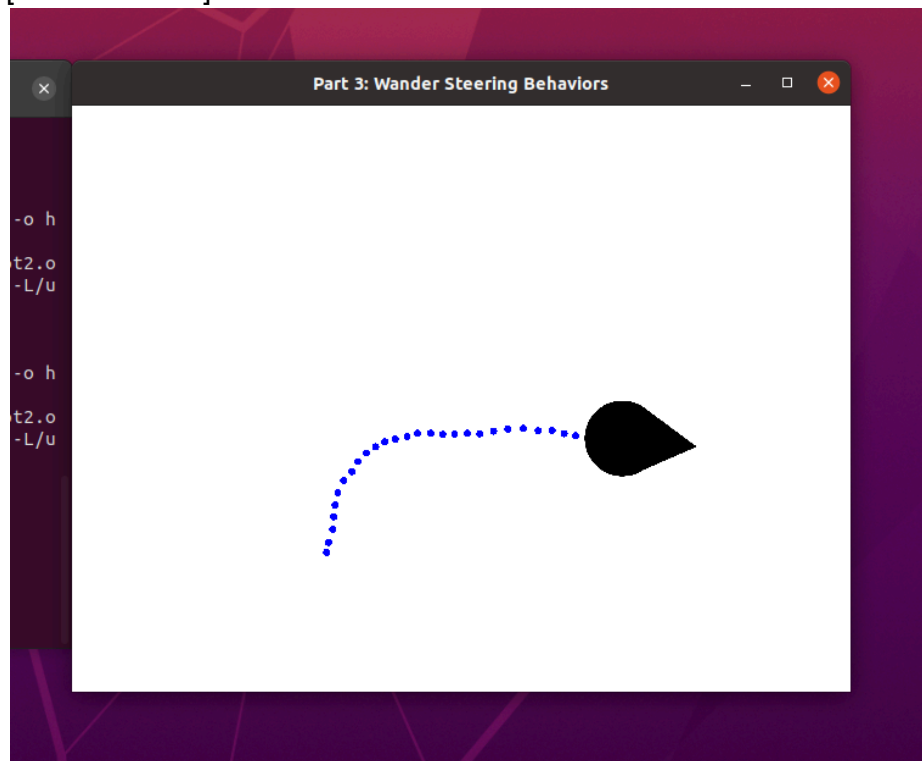 Part 3: Wander Steering Behaviors
-o h
t2.o
-L/u
-o h
t2.o
-L/u